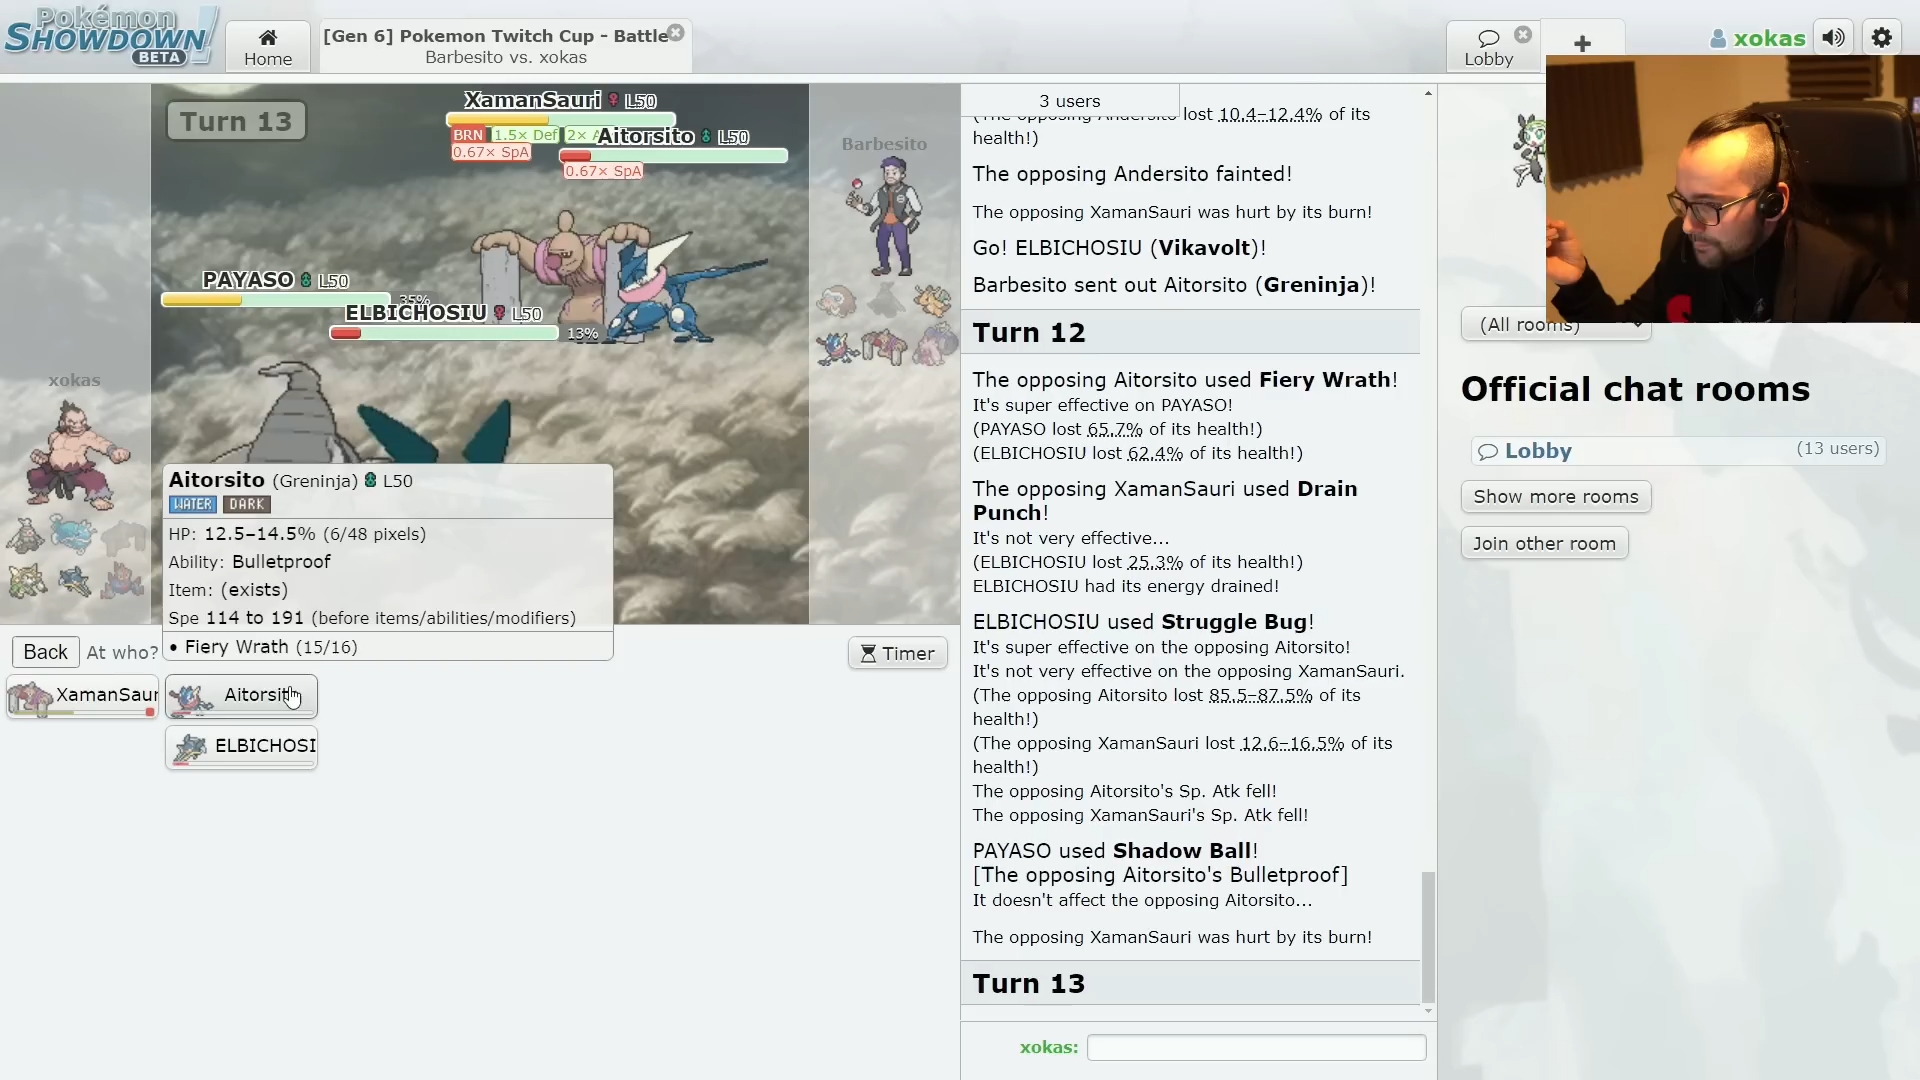 Pokémon
SHOWDOWN!
BETA
Home
[Gen 6] Pokemon Twitch Cup - Battle
Barbesito vs. xokas
Lobby
xokas
Turn 13
XamanSauri L50
BRN 1.5× Def 2× A
0.67× SpA
Aitorsito L50
0.67× SpA
Barbesito
PAYASO L50
35%
ELBICHOSIU L50
13%
xokas
Aitorsito (Greninja) L50
WATER DARK
HP: 12.5–14.5% (6/48 pixels)
Ability: Bulletproof
Item: (exists)
Spe 114 to 191 (before items/abilities/modifiers)
• Fiery Wrath (15/16)
Back At who?
Timer
XamanSaur
Aitorsito
ELBICHOSI
3 users
(The opposing Andersito lost 10.4–12.4% of its
health!)
The opposing Andersito fainted!
The opposing XamanSauri was hurt by its burn!
Go! ELBICHOSIU (Vikavolt)!
Barbesito sent out Aitorsito (Greninja)!
Turn 12
The opposing Aitorsito used Fiery Wrath!
It's super effective on PAYASO!
(PAYASO lost 65.7% of its health!)
(ELBICHOSIU lost 62.4% of its health!)
The opposing XamanSauri used Drain
Punch!
It's not very effective...
(ELBICHOSIU lost 25.3% of its health!)
ELBICHOSIU had its energy drained!
ELBICHOSIU used Struggle Bug!
It's super effective on the opposing Aitorsito!
It's not very effective on the opposing XamanSauri.
(The opposing Aitorsito lost 85.5–87.5% of its
health!)
(The opposing XamanSauri lost 12.6–16.5% of its
health!)
The opposing Aitorsito's Sp. Atk fell!
The opposing XamanSauri's Sp. Atk fell!
PAYASO used Shadow Ball!
[The opposing Aitorsito's Bulletproof]
It doesn't affect the opposing Aitorsito...
The opposing XamanSauri was hurt by its burn!
Turn 13
xokas:
(All rooms)
Official chat rooms
Lobby (13 users)
Show more rooms
Join other room